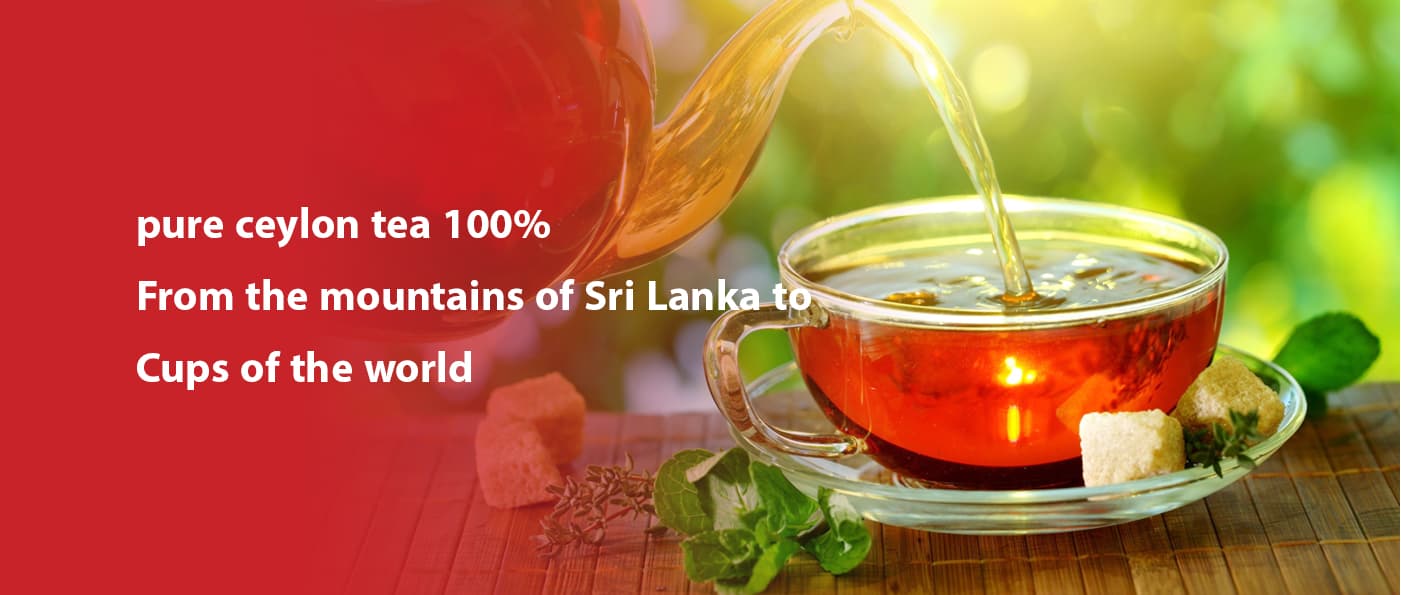 pure ceylon tea 100%
From the mountains of Sri Lanka to
Cups of the world